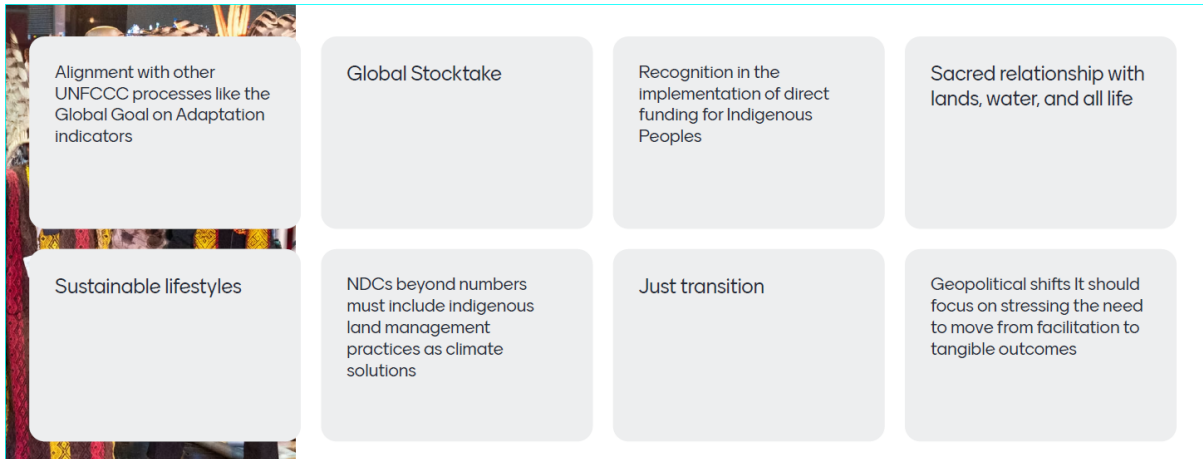 Alignment with other
UNFCCC processes like the
Global Goal on Adaptation
indicators
Global Stocktake
Recognition in the
implementation of direct
funding for Indigenous
Peoples
Sacred relationship with
lands, water, and all life
Sustainable lifestyles
NDCs beyond numbers
must include indigenous
land management
practices as climate
solutions
Just transition
Geopolitical shifts It should
focus on stressing the need
to move from facilitation to
tangible outcomes